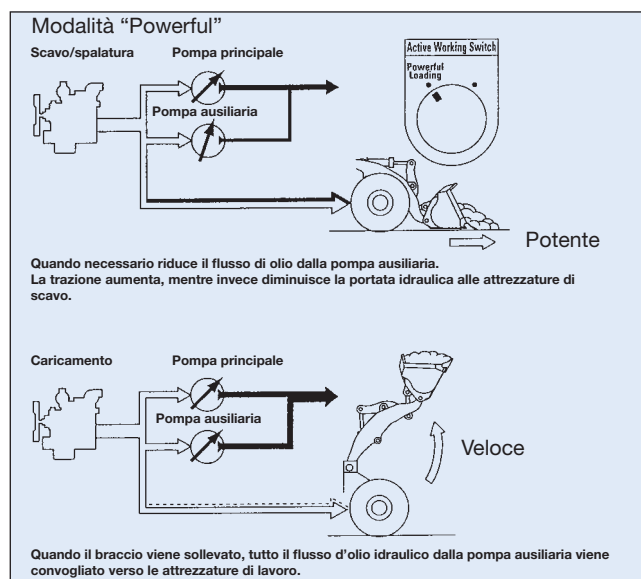 Modalità “Powerful”
Scavo/spalatura
Pompa principale
Pompa ausiliaria
Active Working Switch
Powerful
Loading
Potente
Quando necessario riduce il flusso di olio dalla pompa ausiliaria.
La trazione aumenta, mentre invece diminuisce la portata idraulica alle attrezzature di
scavo.
Caricamento
Pompa principale
Pompa ausiliaria
Veloce
Quando il braccio viene sollevato, tutto il flusso d’olio idraulico dalla pompa ausiliaria viene
convogliato verso le attrezzature di lavoro.